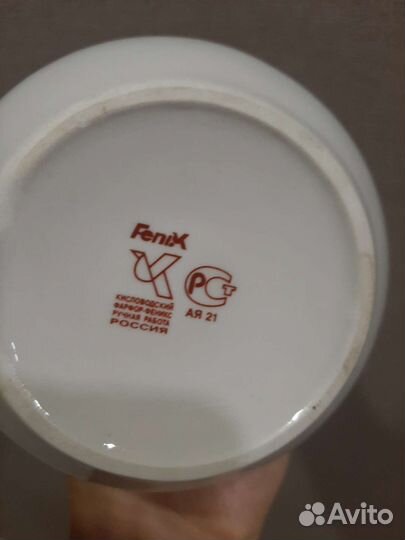 Fenix
РСТ
КИСЛОВОДСКИЙ
ФАРФОР-ФЕНИКС
РУЧНАЯ РАБОТА
РОССИЯ
АЯ 21
Avito